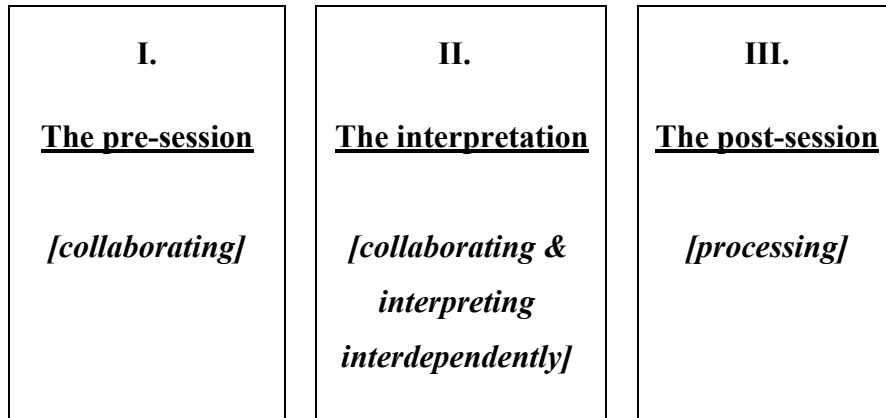 I.
The pre-session
[collaborating]
II.
The interpretation
[collaborating &
interpreting
interdependently]
III.
The post-session
[processing]